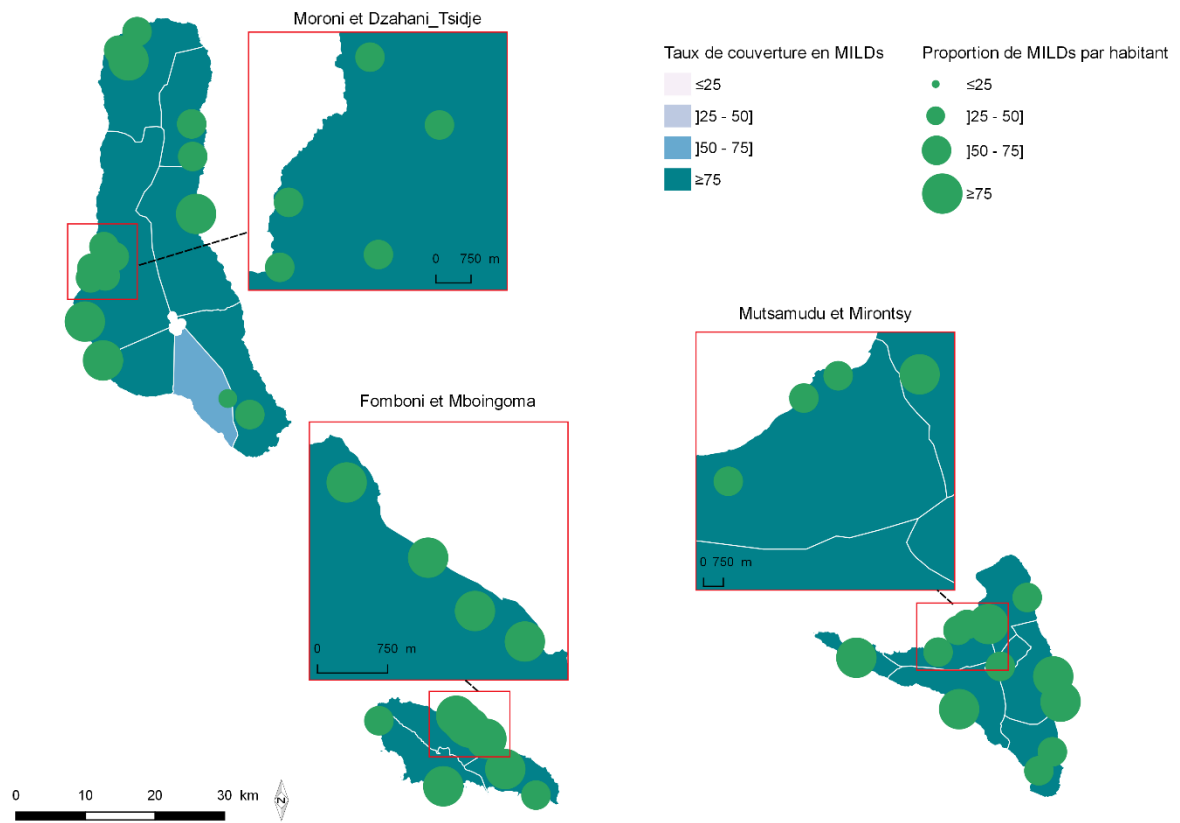 Moroni et Dzahani_Tsidje
0 750 m
Taux de couverture en MILDs
≤25
]25 - 50]
]50 - 75]
≥75
Proportion de MILDs par habitant
≤25
]25 - 50]
]50 - 75]
≥75
Mutsamudu et Mirontsy
0 750 m
Fomboni et Mboingoma
0 750 m
0 10 20 30 km
N